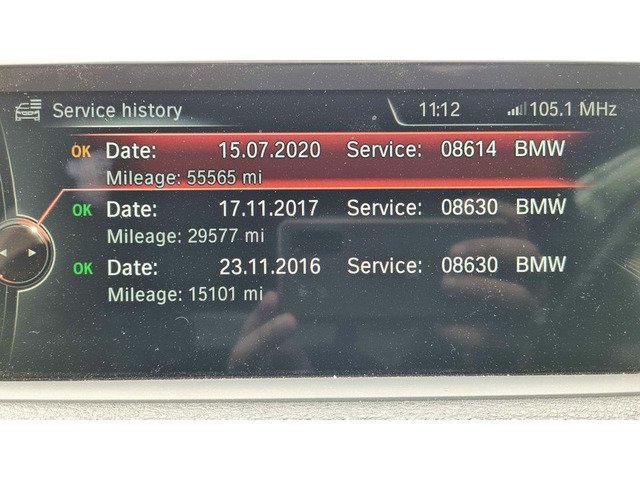 Service history 11:12 105.1 MHz
OK Date: 15.07.2020 Service: 08614 BMW
Mileage: 55565 mi
OK Date: 17.11.2017 Service: 08630 BMW
Mileage: 29577 mi
OK Date: 23.11.2016 Service: 08630 BMW
Mileage: 15101 mi